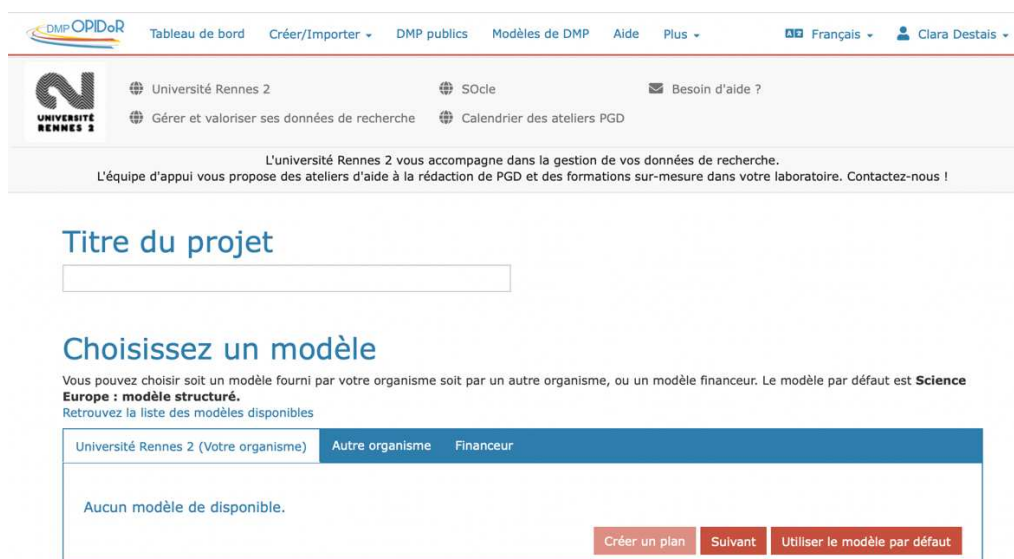 DMP OPIDoR Tableau de bord Créer/Importer DMP publics Modèles de DMP Aide Plus Français Clara Destais
UNIVERSITÉ RENNES 2
Université Rennes 2 SOcle Besoin d'aide ?
Gérer et valoriser ses données de recherche Calendrier des ateliers PGD
L'université Rennes 2 vous accompagne dans la gestion de vos données de recherche.
L'équipe d'appui vous propose des ateliers d'aide à la rédaction de PGD et des formations sur-mesure dans votre laboratoire. Contactez-nous !
Titre du projet
Choisissez un modèle
Vous pouvez choisir soit un modèle fourni par votre organisme soit par un autre organisme, ou un modèle financeur. Le modèle par défaut est Science
Europe : modèle structuré.
Retrouvez la liste des modèles disponibles
Université Rennes 2 (Votre organisme) Autre organisme Financeur
Aucun modèle de disponible.
Créer un plan Suivant Utiliser le modèle par défaut